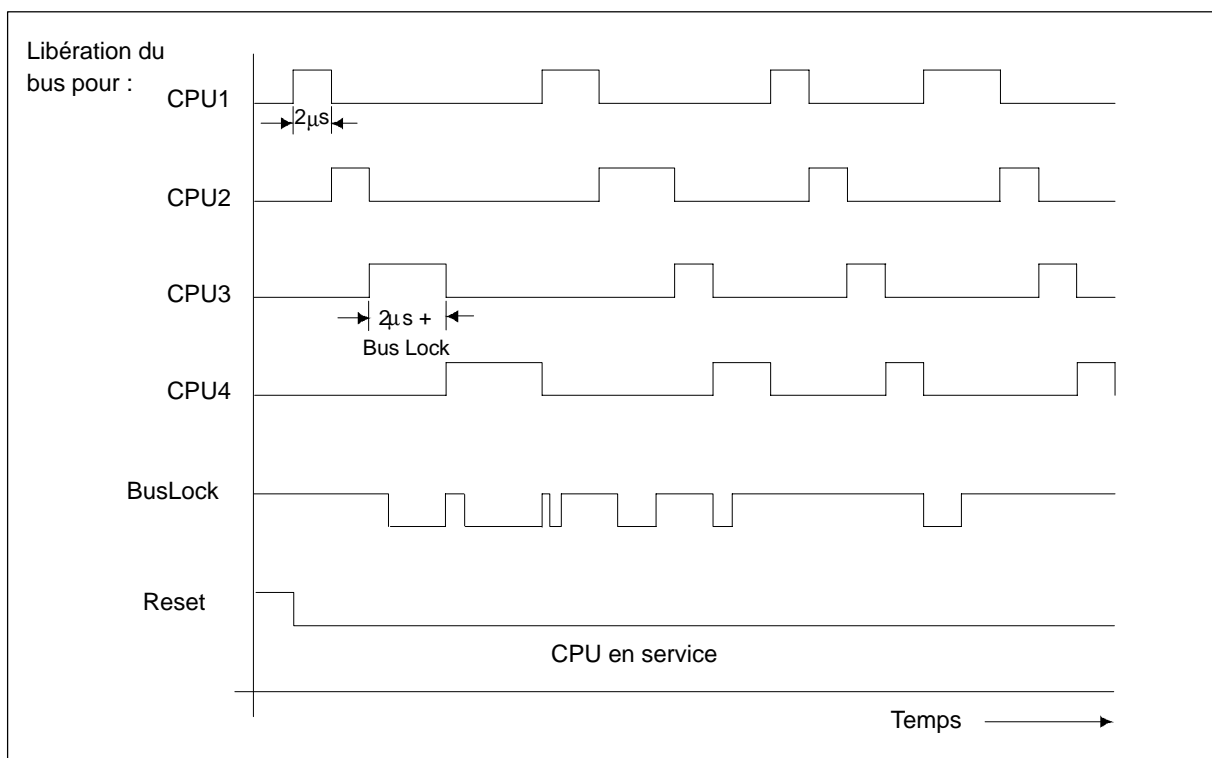 Libération du
bus pour :
CPU1
2μs
CPU2
CPU3
2μs +
Bus Lock
CPU4
BusLock
Reset
CPU en service
Temps